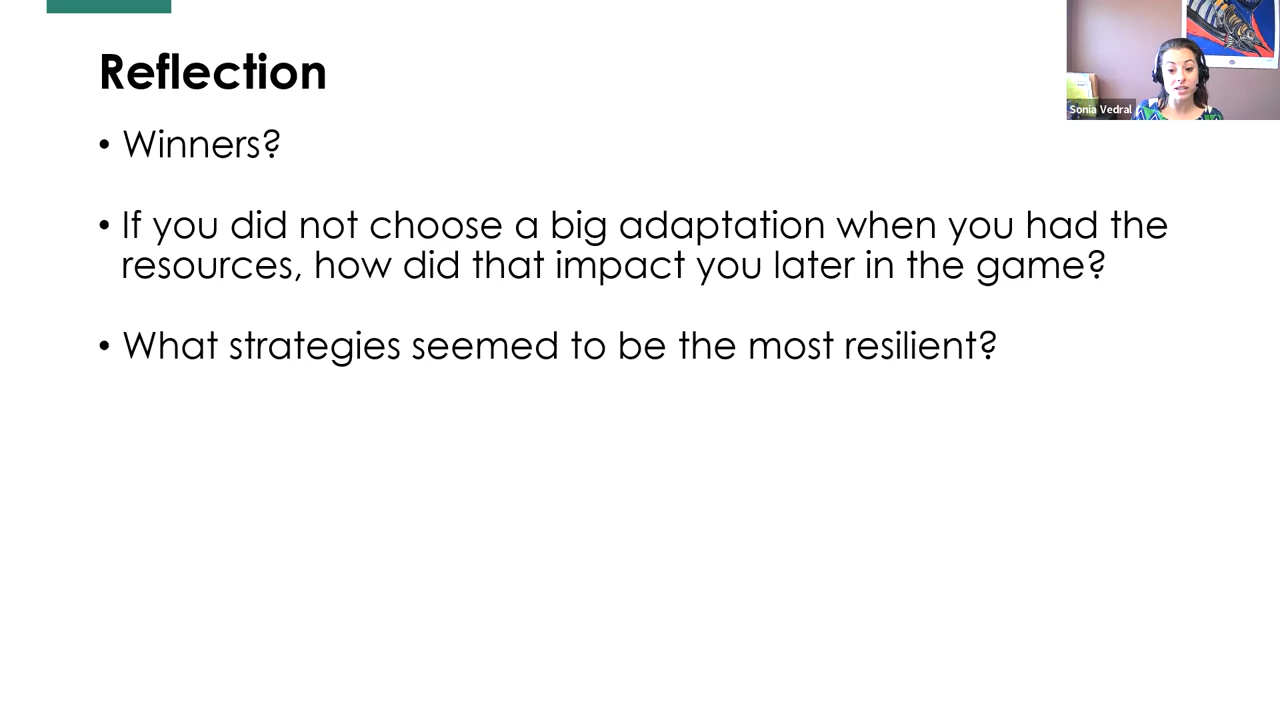 Reflection
• Winners?
• If you did not choose a big adaptation when you had the
resources, how did that impact you later in the game?
• What strategies seemed to be the most resilient?
Sonia Vedral